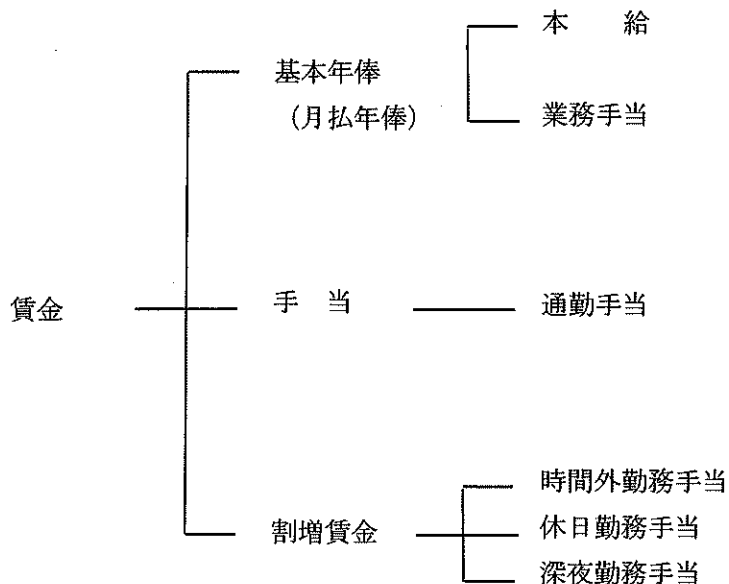 本　　給
基本年俸
（月払年俸）
業務手当
賃金
手　当
通勤手当
時間外勤務手当
割増賃金
休日勤務手当
深夜勤務手当